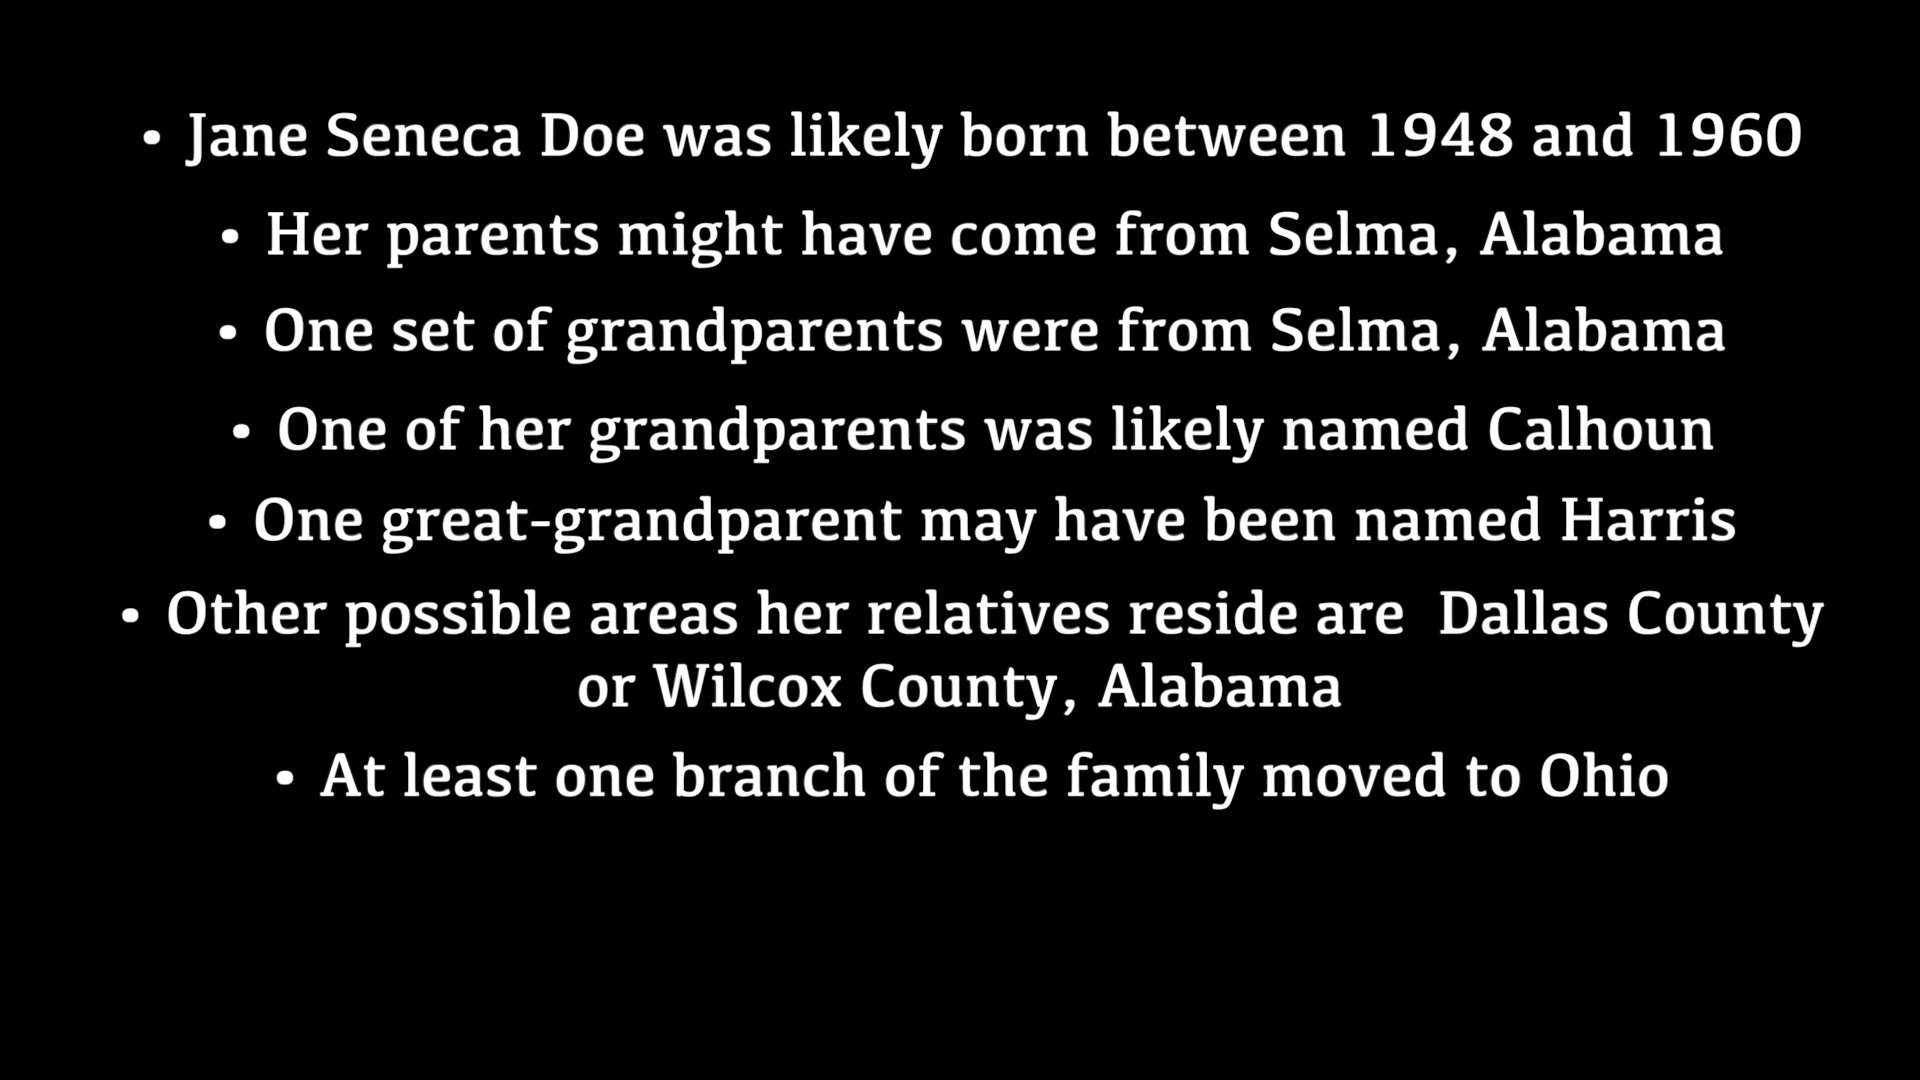 • Jane Seneca Doe was likely born between 1948 and 1960
• Her parents might have come from Selma, Alabama
• One set of grandparents were from Selma, Alabama
• One of her grandparents was likely named Calhoun
• One great-grandparent may have been named Harris
• Other possible areas her relatives reside are  Dallas County
or Wilcox County, Alabama
• At least one branch of the family moved to Ohio